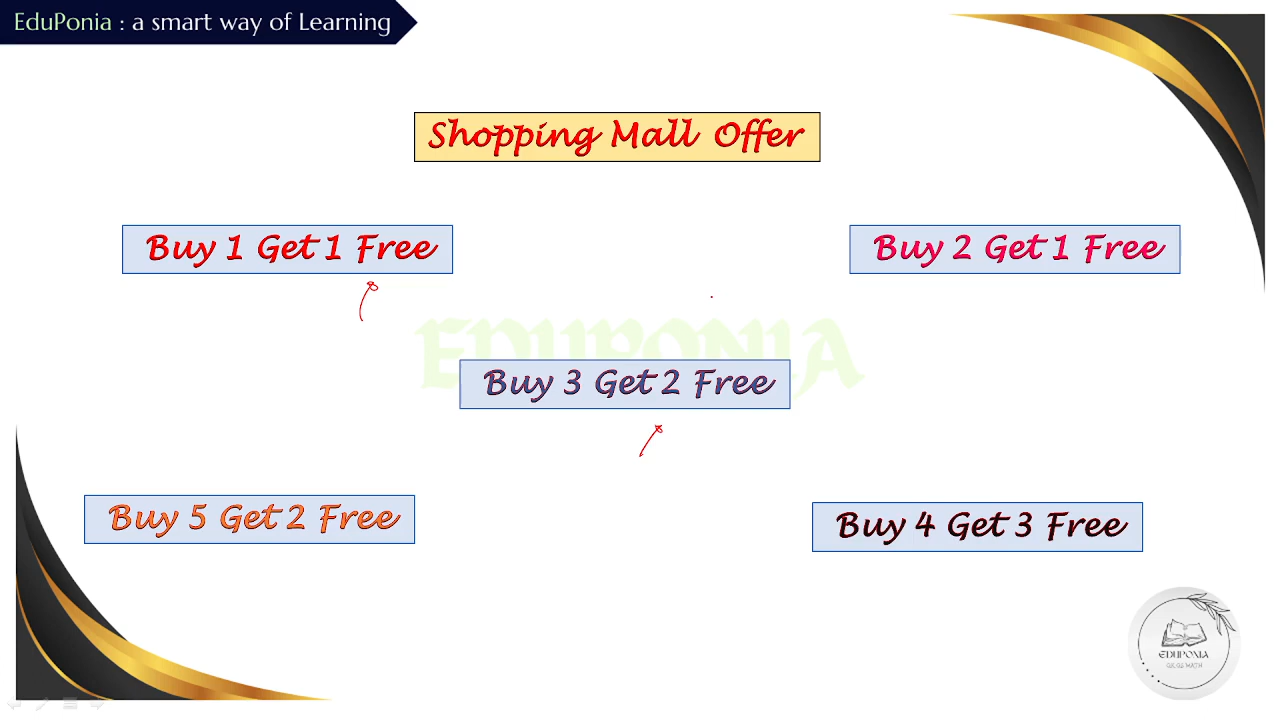 EduPonia : a smart way of Learning
Shopping Mall Offer
Buy 1 Get 1 Free
Buy 2 Get 1 Free
EDUPONIA
Buy 3 Get 2 Free
Buy 5 Get 2 Free
Buy 4 Get 3 Free
EDUPONIA